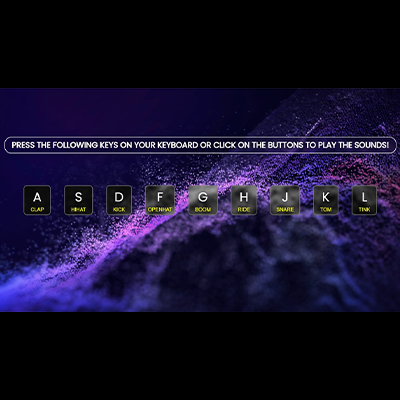 PRESS THE FOLLOWING KEYS ON YOUR KEYBOARD OR CLICK ON THE BUTTONS TO PLAY THE SOUNDS!
A S D F G H J K L
CLAP HIHAT KICK OPENHAT BOOM RIDE SNARE TOM TINK